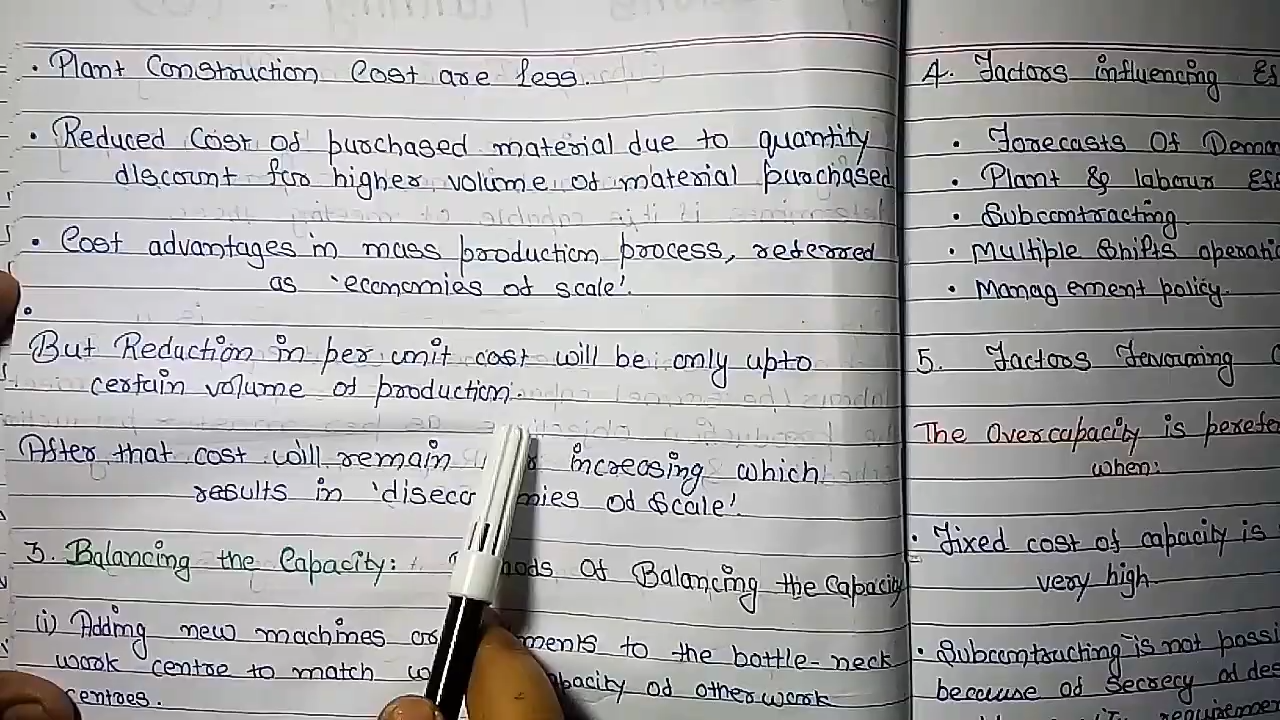 • Plant Construction Cost are less.
• Reduced Cost of purchased material due to quantity
discount for higher volume of material purchased
• Cost advantages in mass production process, referred
as 'economies of scale'.
•
But Reduction in per unit cost will be only upto
certain volume of production.
After that cost will remain increasing which
results in 'disecono mies of Scale'.
3. Balancing the Capacity: Of Balancing the Capacity
(i) Adding new machines or to the bottle-neck
work centre to match of other work
centres.
4. Factors influencing
• Forecasts Of
• Plant & labour
• Subcontracting
• Multiple Shifts
• Management policy.
5. Factors Favouring
The Overcapacity is
when:
• Fixed cost of capacity is
very high
• Subcontracting is not
because of Secrecy of